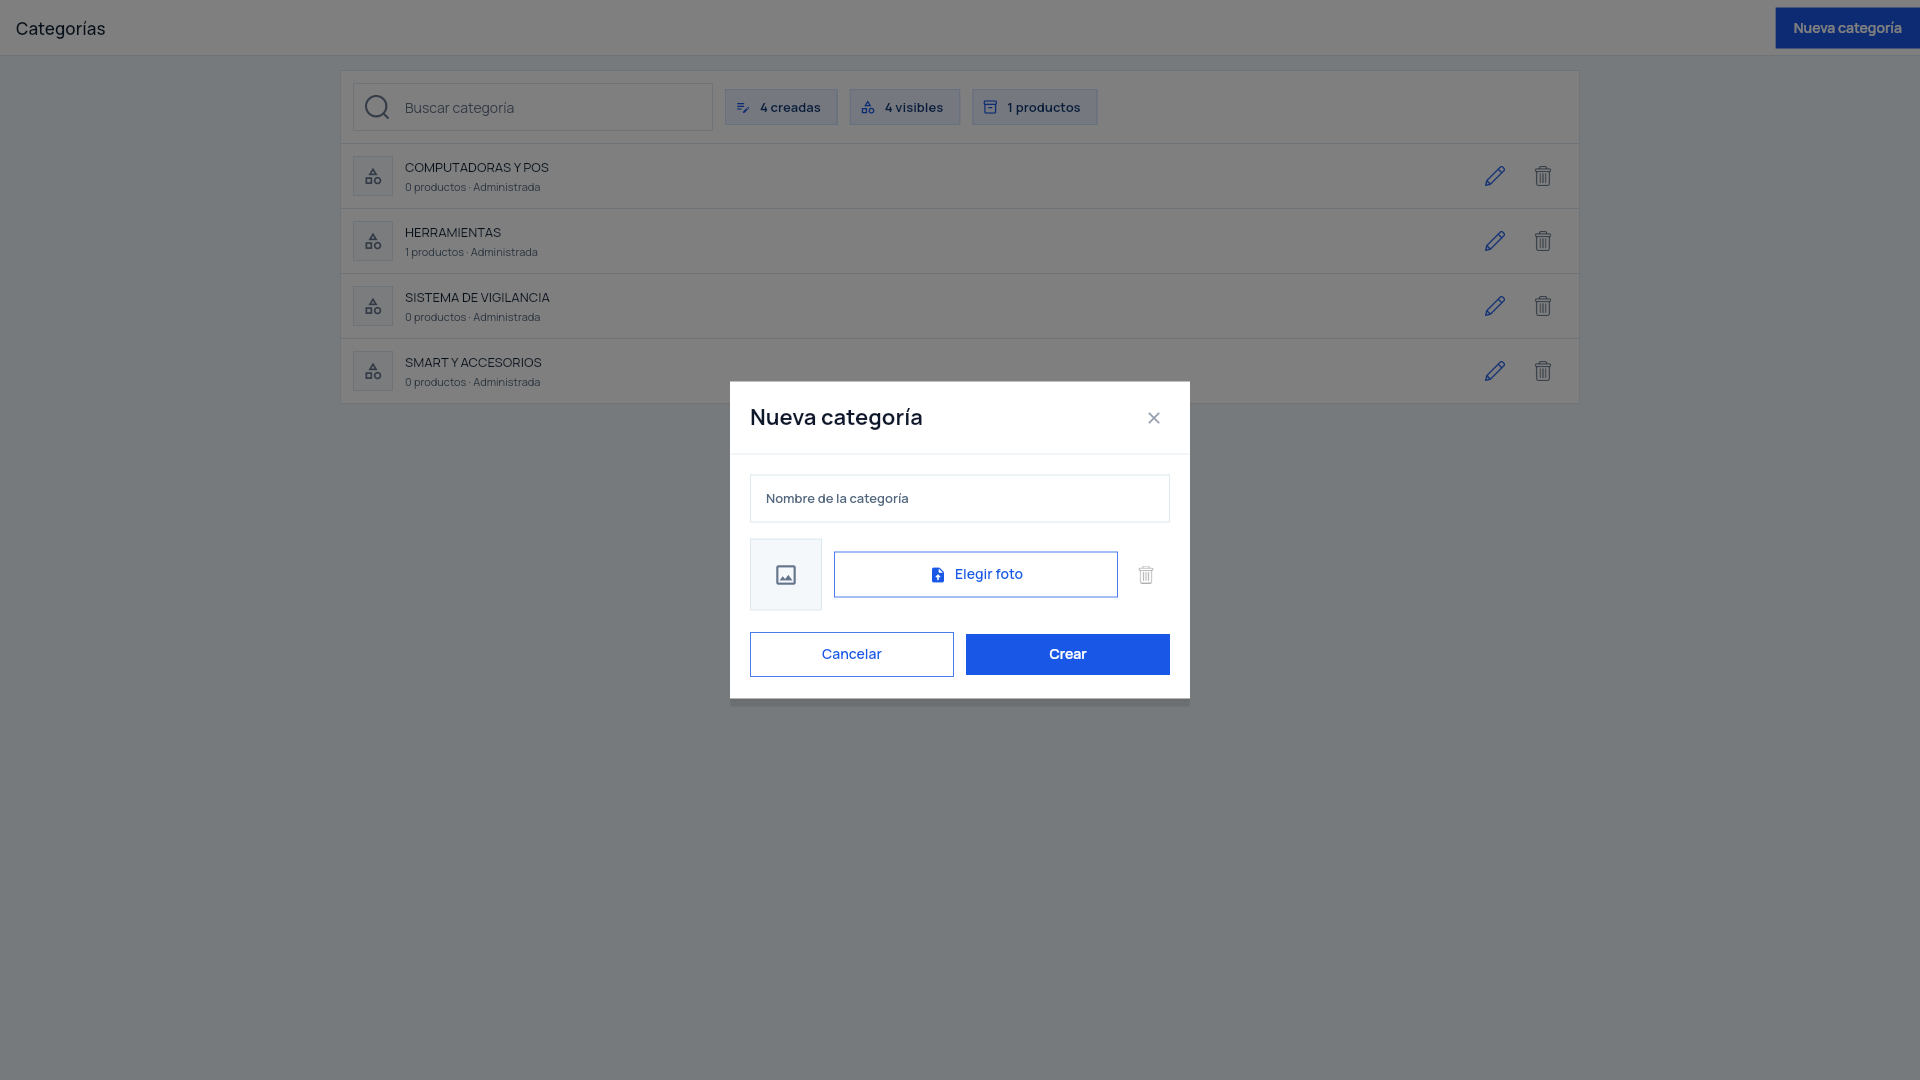 Categorías
Nueva categoría
Buscar categoría
4 creadas
4 visibles
1 productos
COMPUTADORAS Y POS
0 productos · Administrada
HERRAMIENTAS
1 productos · Administrada
SISTEMA DE VIGILANCIA
0 productos · Administrada
SMART Y ACCESORIOS
0 productos · Administrada
Nueva categoría
Nombre de la categoría
Elegir foto
Cancelar
Crear